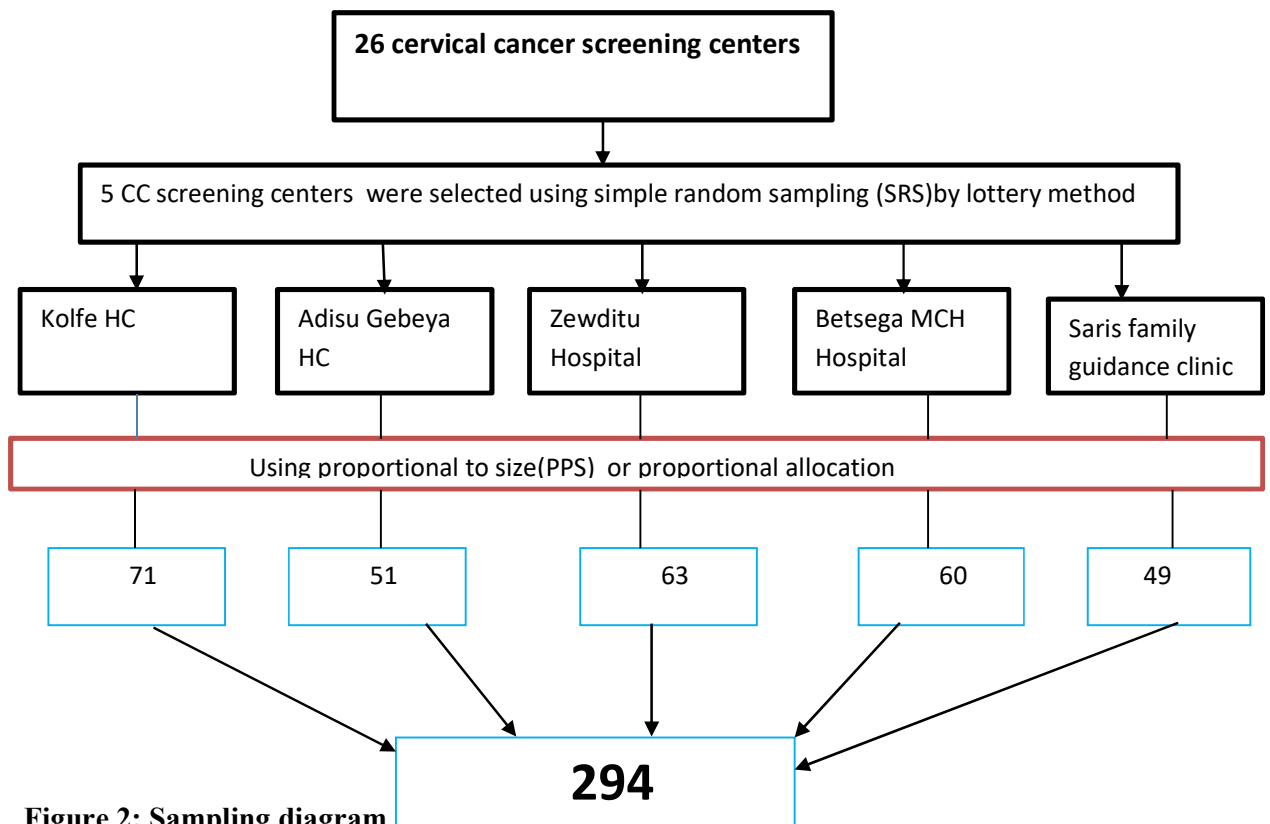 26 cervical cancer screening centers
5 CC screening centers  were selected using simple random sampling (SRS)by lottery method
Kolfe HC
Adisu Gebeya
HC
Zewditu
Hospital
Betsega MCH
Hospital
Saris family
guidance clinic
Using proportional to size(PPS)  or proportional allocation
71
51
63
60
49
294
Figure 2: Sampling diagram